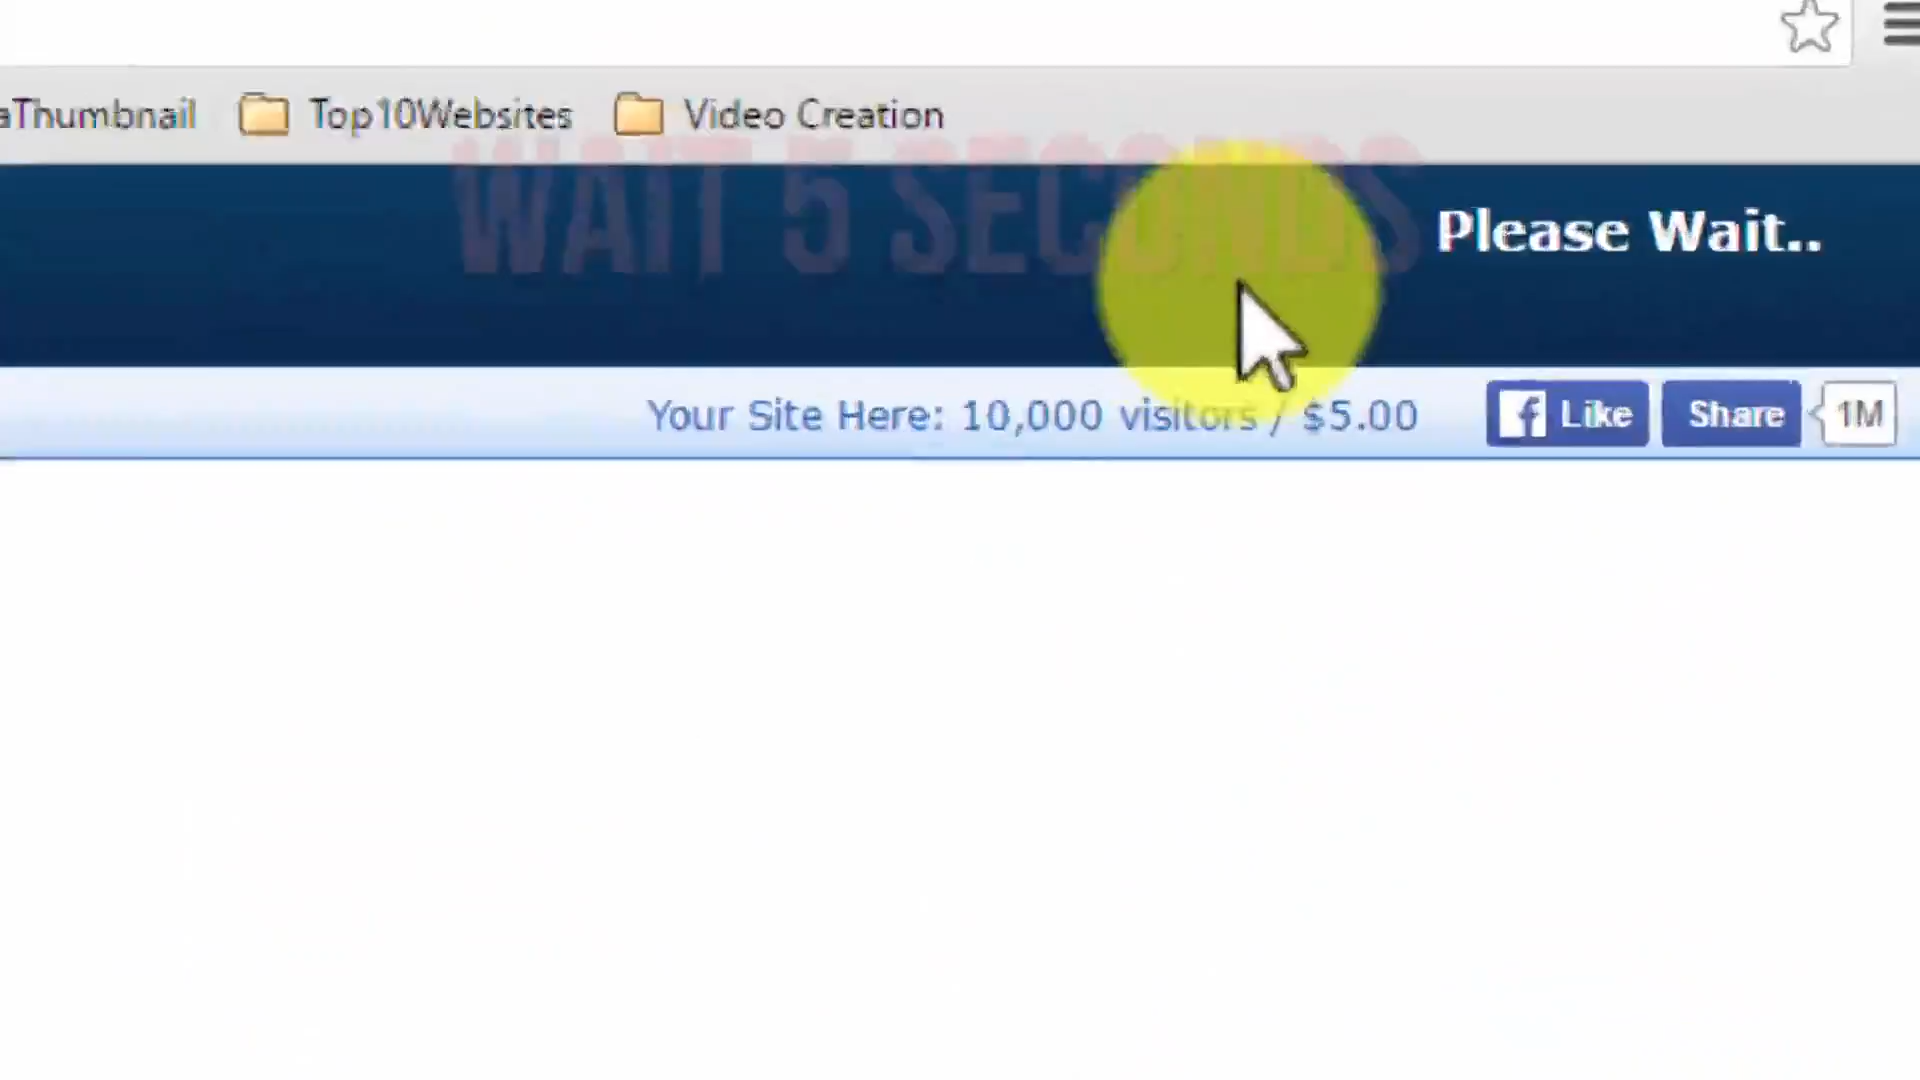 aThumbnail Top10Websites Video Creation
WAIT 5 SECONDS
Please Wait..
Your Site Here: 10,000 visitors / $5.00 Like Share 1M